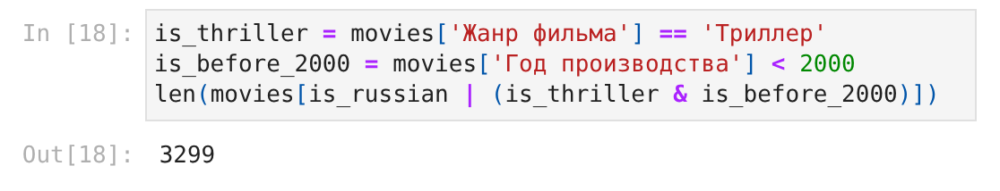 In [18]: is_thriller = movies['Жанр фильма'] == 'Триллер'
is_before_2000 = movies['Год производства'] < 2000
len(movies[is_russian | (is_thriller & is_before_2000)])
Out[18]: 3299